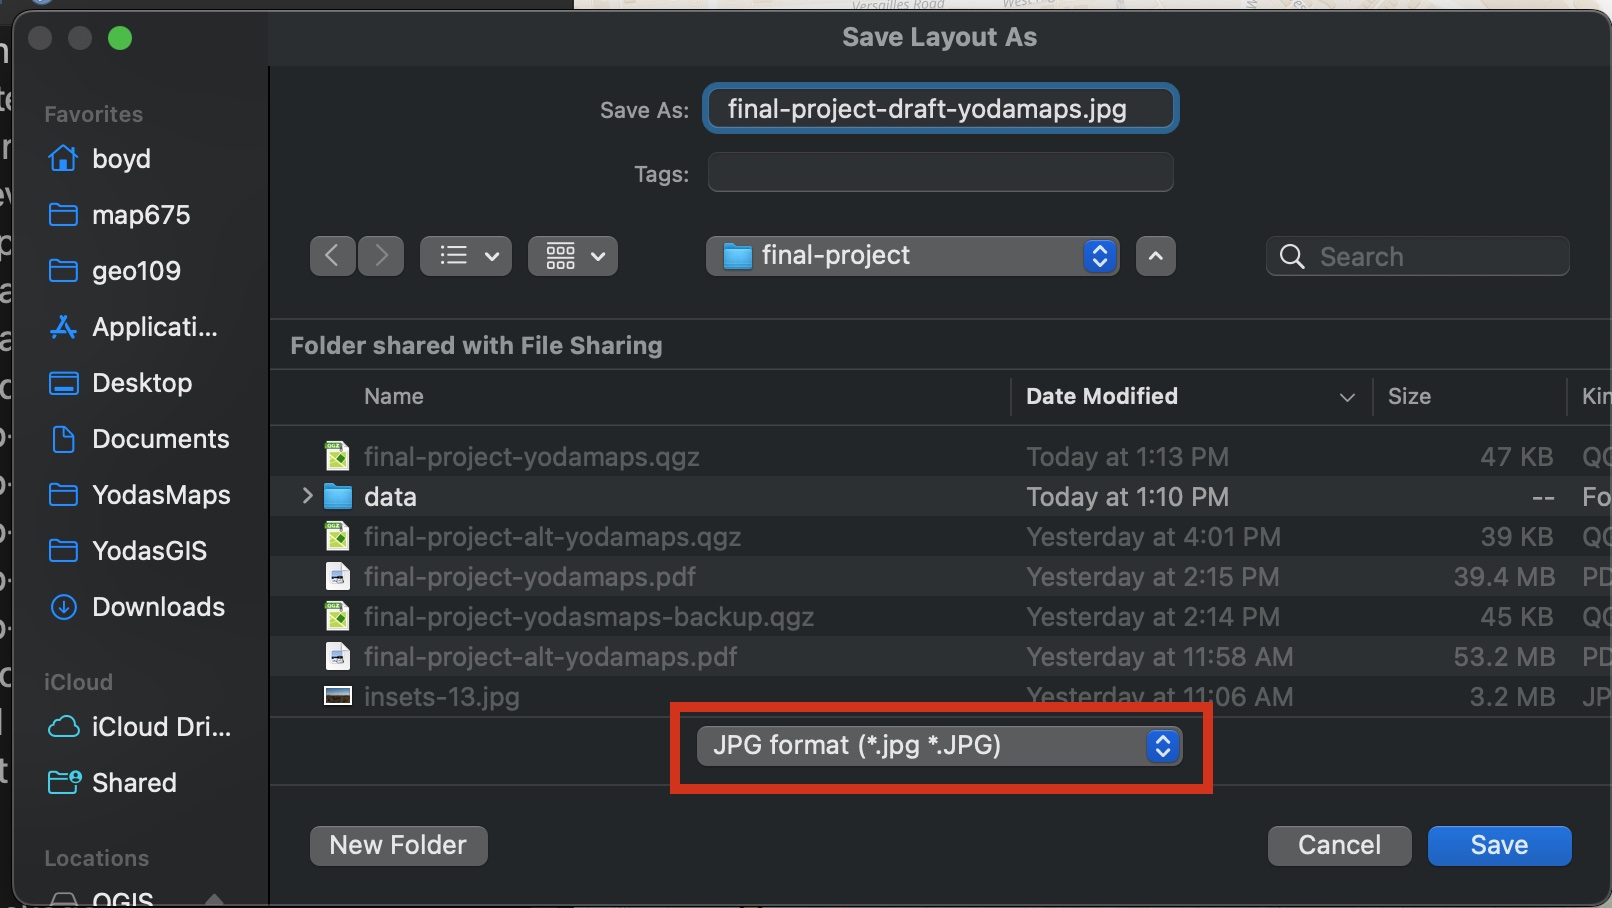 Versailles Road
Save Layout As
Save As: final-project-draft-yodamaps.jpg
Tags:
Favorites
boyd
map675
geo109
Applicati...
Desktop
Documents
YodasMaps
YodasGIS
Downloads
iCloud
iCloud Dri...
Shared
Locations
QGIS
final-project
Search
Folder shared with File Sharing
Name Date Modified Size Kin
final-project-yodamaps.qgz Today at 1:13 PM 47 KB QG
data Today at 1:10 PM -- Fo
final-project-alt-yodamaps.qgz Yesterday at 4:01 PM 39 KB QG
final-project-yodamaps.pdf Yesterday at 2:15 PM 39.4 MB PD
final-project-yodasmaps-backup.qgz Yesterday at 2:14 PM 45 KB QG
final-project-alt-yodamaps.pdf Yesterday at 11:58 AM 53.2 MB PD
insets-13.jpg Yesterday at 11:06 AM 3.2 MB JP
JPG format (*.jpg *.JPG)
New Folder Cancel Save